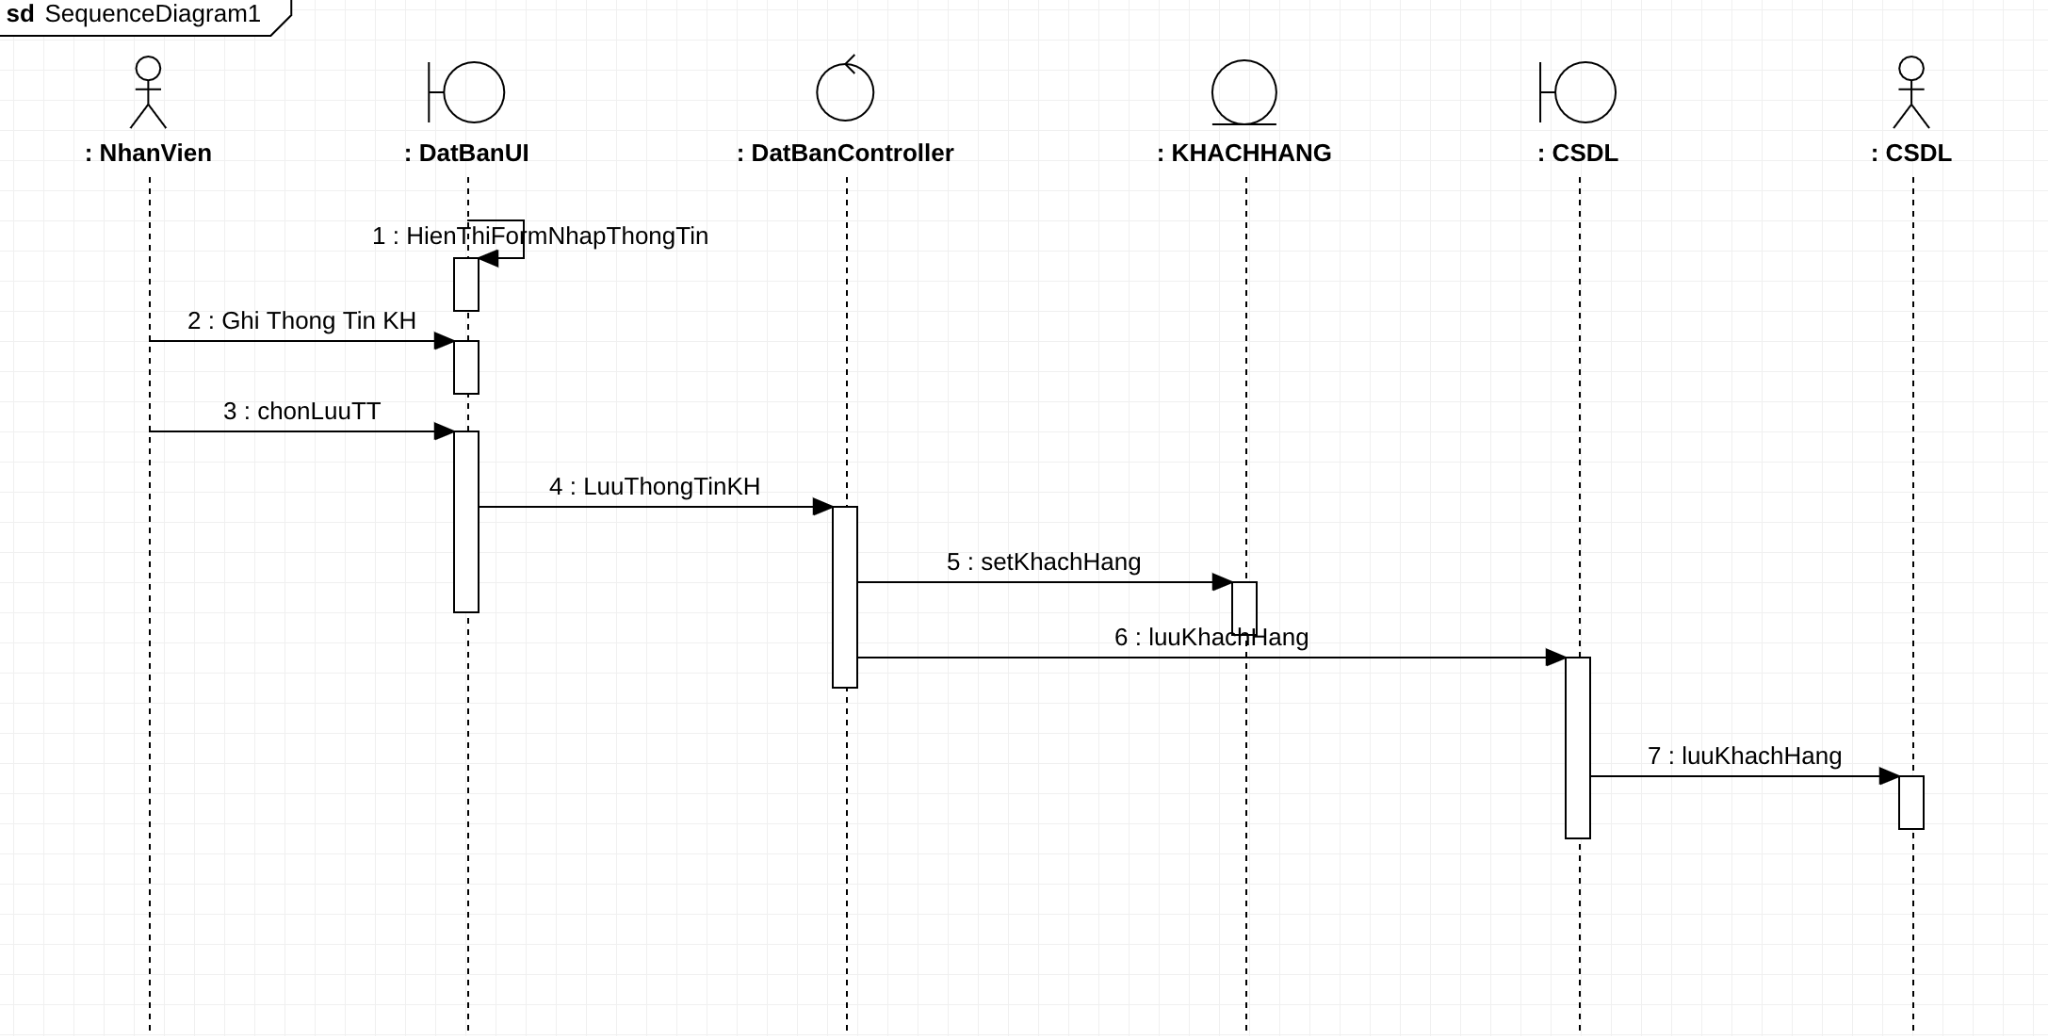 sd SequenceDiagram1
: NhanVien
: DatBanUI
: DatBanController
: KHACHHANG
: CSDL
: CSDL
1 : HienThiFormNhapThongTin
2 : Ghi Thong Tin KH
3 : chonLuuTT
4 : LuuThongTinKH
5 : setKhachHang
6 : luuKhachHang
7 : luuKhachHang